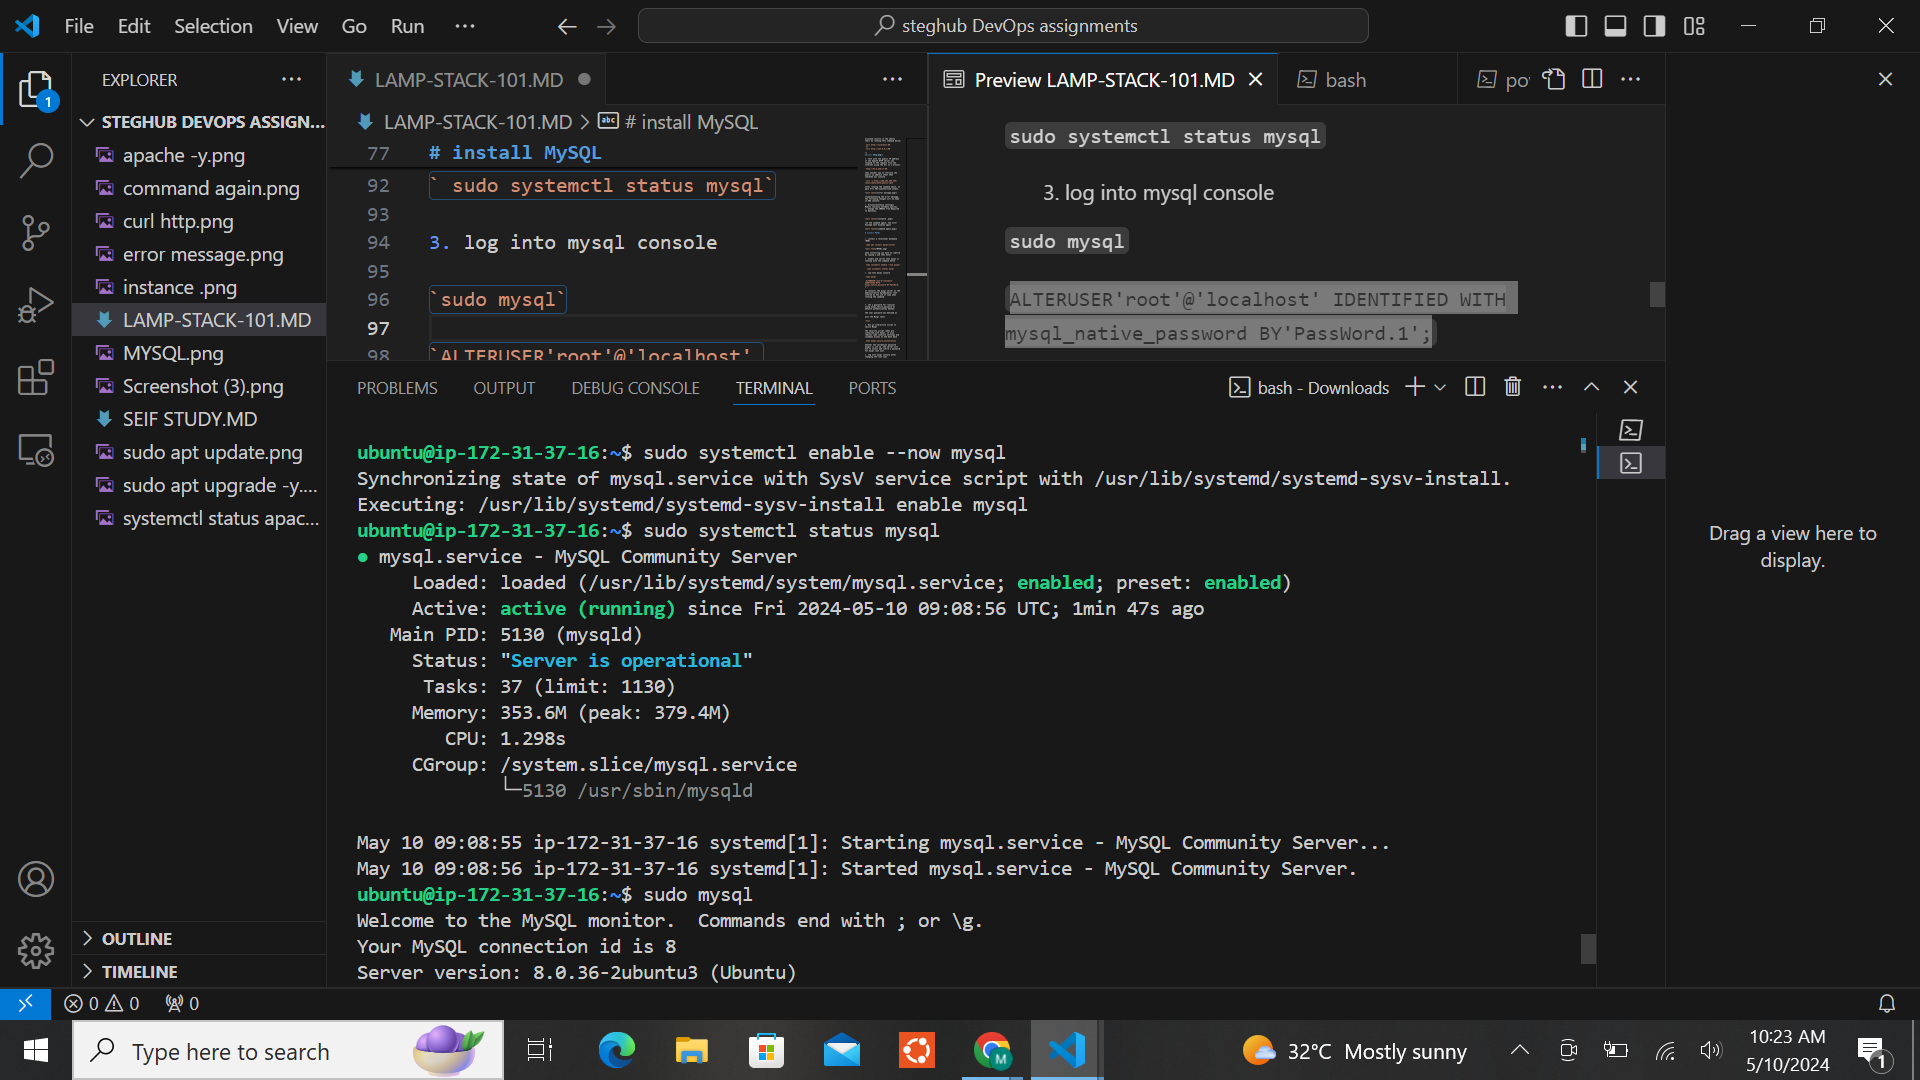 File Edit Selection View Go Run ...
steghub DevOps assignments
EXPLORER
1
STEGHUB DEVOPS ASSIGN...
apache -y.png
command again.png
curl http.png
error message.png
instance .png
LAMP-STACK-101.MD
MYSQL.png
Screenshot (3).png
SEIF STUDY.MD
sudo apt update.png
sudo apt upgrade -y....
systemctl status apac...
OUTLINE
TIMELINE
LAMP-STACK-101.MD
LAMP-STACK-101.MD > abc # install MySQL
77 # install MySQL
92 ` sudo systemctl status mysql`
93
94 3. log into mysql console
95
96 `sudo mysql`
97
98 `ALTERUSER'root'@'localhost'
Preview LAMP-STACK-101.MD
bash
po
sudo systemctl status mysql
3. log into mysql console
sudo mysql
ALTERUSER'root'@'localhost' IDENTIFIED WITH
mysql_native_password BY'PassWord.1';
Drag a view here to
display.
PROBLEMS OUTPUT DEBUG CONSOLE TERMINAL PORTS
bash - Downloads
ubuntu@ip-172-31-37-16:~$ sudo systemctl enable --now mysql
Synchronizing state of mysql.service with SysV service script with /usr/lib/systemd/systemd-sysv-install.
Executing: /usr/lib/systemd/systemd-sysv-install enable mysql
ubuntu@ip-172-31-37-16:~$ sudo systemctl status mysql
● mysql.service - MySQL Community Server
Loaded: loaded (/usr/lib/systemd/system/mysql.service; enabled; preset: enabled)
Active: active (running) since Fri 2024-05-10 09:08:56 UTC; 1min 47s ago
Main PID: 5130 (mysqld)
Status: "Server is operational"
Tasks: 37 (limit: 1130)
Memory: 353.6M (peak: 379.4M)
CPU: 1.298s
CGroup: /system.slice/mysql.service
└─5130 /usr/sbin/mysqld
May 10 09:08:55 ip-172-31-37-16 systemd[1]: Starting mysql.service - MySQL Community Server...
May 10 09:08:56 ip-172-31-37-16 systemd[1]: Started mysql.service - MySQL Community Server.
ubuntu@ip-172-31-37-16:~$ sudo mysql
Welcome to the MySQL monitor.  Commands end with ; or \g.
Your MySQL connection id is 8
Server version: 8.0.36-2ubuntu3 (Ubuntu)
0 0 0
Type here to search
M
32°C Mostly sunny
10:23 AM
5/10/2024
1